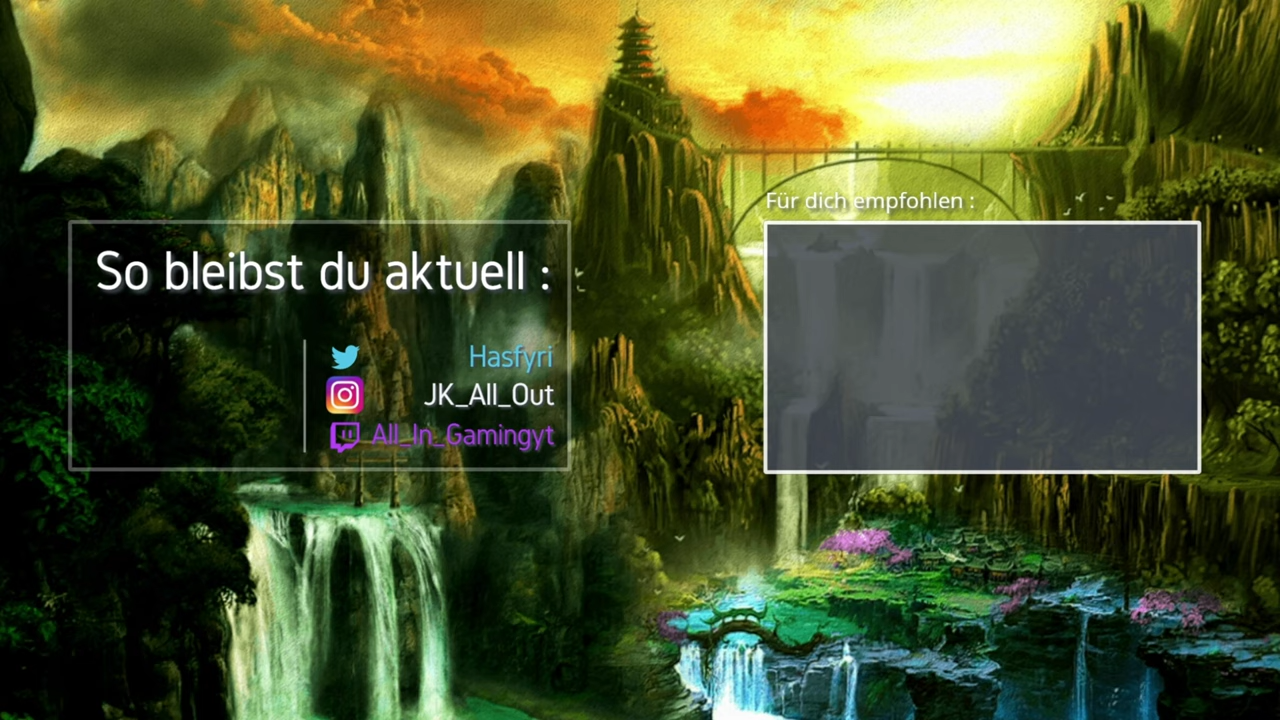 So bleibst du aktuell :
Hasfyri
JK_All_Out
All_In_Gamingyt
Für dich empfohlen :